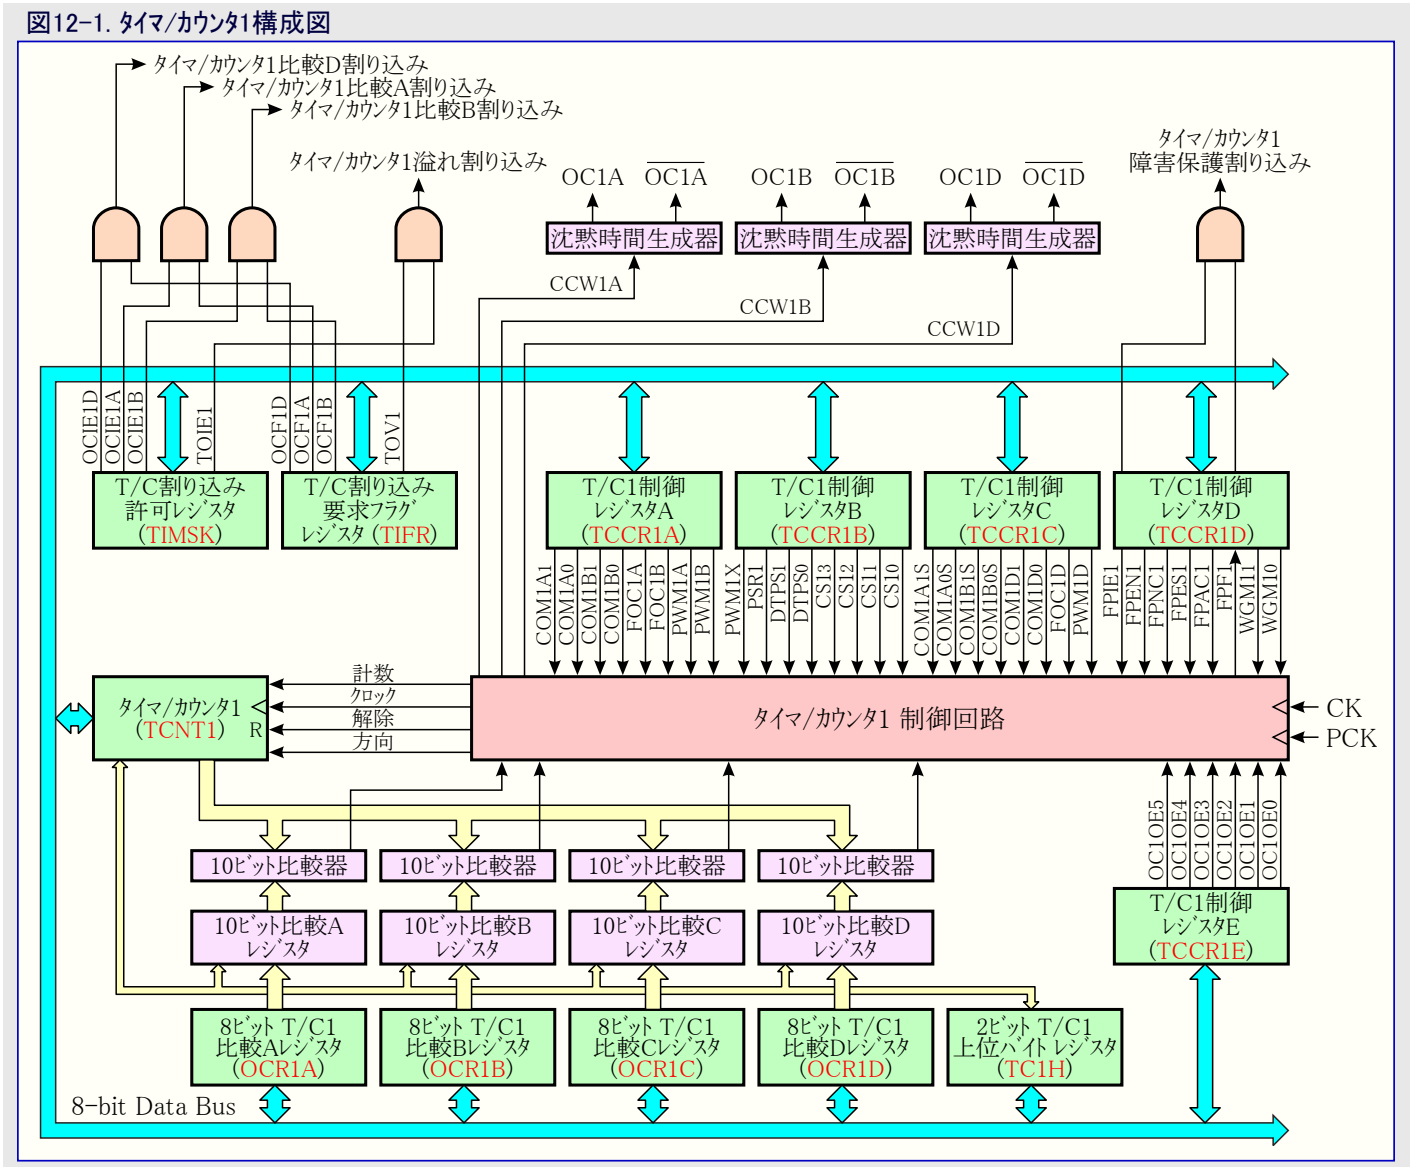 図12-1. タイマ/カウンタ1構成図
タイマ/カウンタ1比較D割り込み
タイマ/カウンタ1比較A割り込み
タイマ/カウンタ1比較B割り込み
タイマ/カウンタ1溢れ割り込み
タイマ/カウンタ1
障害保護割り込み
OC1A
OC1A
OC1B
OC1B
OC1D
OC1D
沈黙時間生成器
沈黙時間生成器
沈黙時間生成器
CCW1A
CCW1B
CCW1D
OCIE1D
OCIE1A
OCIE1B
TOIE1
OCF1D
OCF1A
OCF1B
TOV1
T/C割り込み
許可レジスタ
(TIMSK)
T/C割り込み
要求フラグ
レジスタ (TIFR)
T/C1制御
レジスタA
(TCCR1A)
T/C1制御
レジスタB
(TCCR1B)
T/C1制御
レジスタC
(TCCR1C)
T/C1制御
レジスタD
(TCCR1D)
COM1A1
COM1A0
COM1B1
COM1B0
FOC1A
FOC1B
PWM1A
PWM1B
PWM1X
PSR1
DTPS1
DTPS0
CS13
CS12
CS11
CS10
COM1A1S
COM1A0S
COM1B1S
COM1B0S
COM1D1
COM1D0
FOC1D
PWM1D
FPIE1
FPEN1
FPNC1
FPES1
FPAC1
FPF1
WGM11
WGM10
タイマ/カウンタ1
(TCNT1)
R
計数
クロック
解除
方向
タイマ/カウンタ1 制御回路
CK
PCK
OC1OE5
OC1OE4
OC1OE3
OC1OE2
OC1OE1
OC1OE0
10ビット比較器
10ビット比較器
10ビット比較器
10ビット比較器
10ビット比較A
レジスタ
10ビット比較B
レジスタ
10ビット比較C
レジスタ
10ビット比較D
レジスタ
T/C1制御
レジスタE
(TCCR1E)
8ビット T/C1
比較Aレジスタ
(OCR1A)
8ビット T/C1
比較Bレジスタ
(OCR1B)
8ビット T/C1
比較Cレジスタ
(OCR1C)
8ビット T/C1
比較Dレジスタ
(OCR1D)
2ビット T/C1
上位バイト レジスタ
(TC1H)
8-bit Data Bus